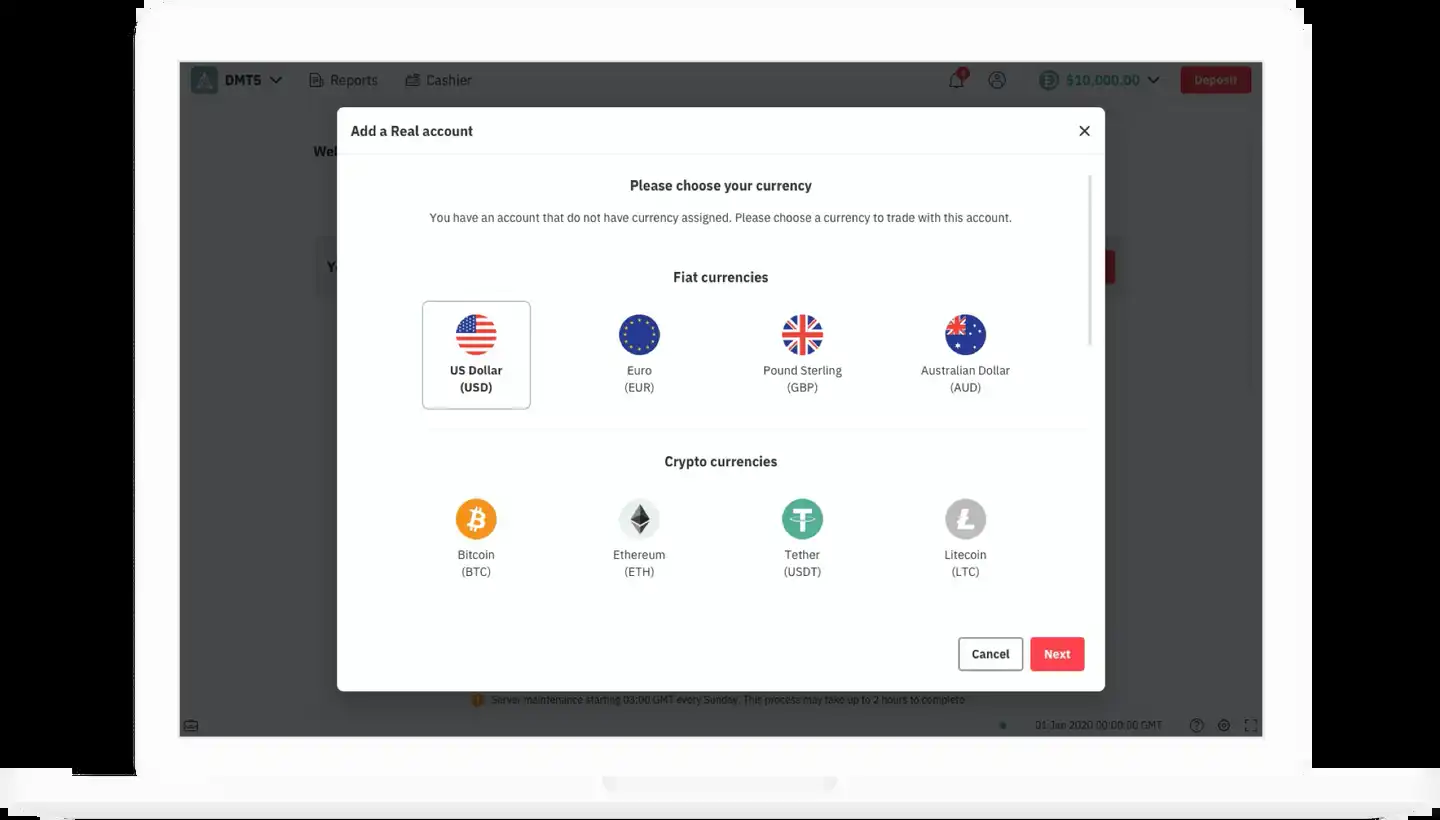 DMT5
Reports
Cashier
$10,000.00
Deposit
Add a Real account
Please choose your currency
You have an account that do not have currency assigned. Please choose a currency to trade with this account.
Fiat currencies
US Dollar
(USD)
Euro
(EUR)
Pound Sterling
(GBP)
Australian Dollar
(AUD)
Crypto currencies
Bitcoin
(BTC)
Ethereum
(ETH)
Tether
(USDT)
Litecoin
(LTC)
Cancel
Next
Server maintenance starting 03:00 GMT every Sunday. This process may take up to 2 hours to complete
01 Jan 2020 00:00:00 GMT